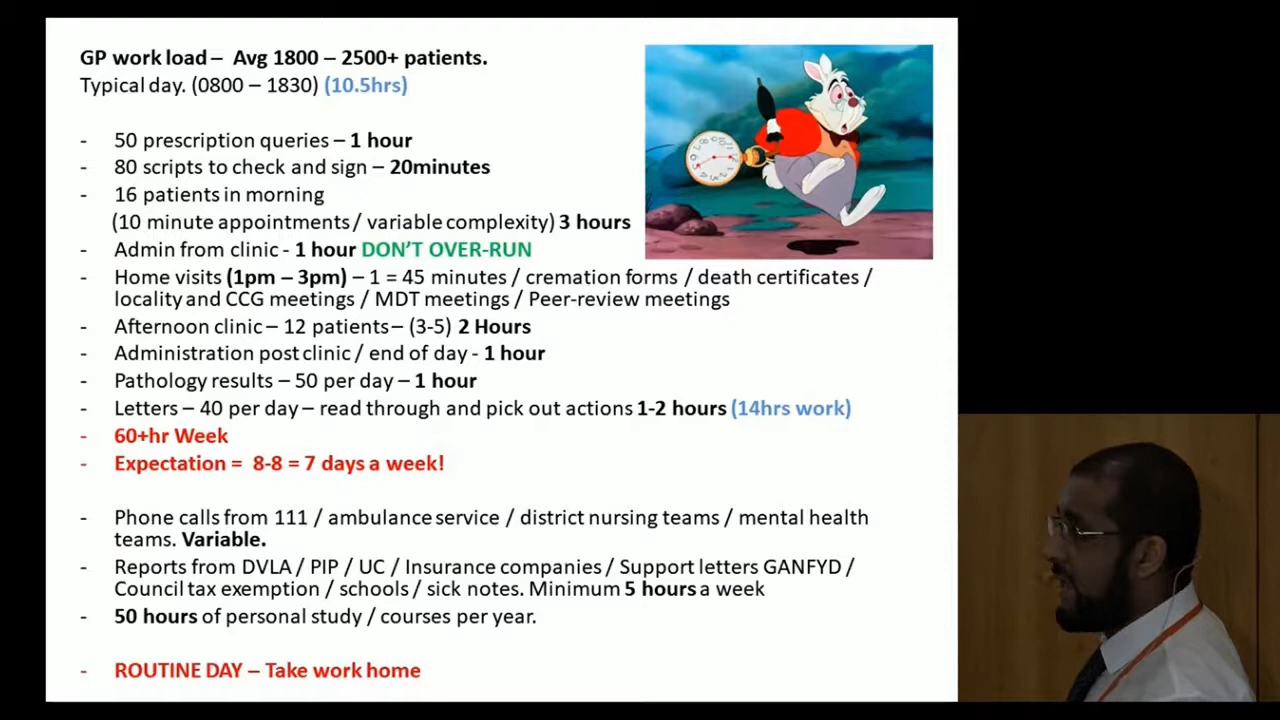 GP work load – Avg 1800 – 2500+ patients.
Typical day. (0800 – 1830) (10.5hrs)
- 50 prescription queries – 1 hour
- 80 scripts to check and sign – 20minutes
- 16 patients in morning
(10 minute appointments / variable complexity) 3 hours
- Admin from clinic - 1 hour DON'T OVER-RUN
- Home visits (1pm – 3pm) – 1 = 45 minutes / cremation forms / death certificates /
locality and CCG meetings / MDT meetings / Peer-review meetings
- Afternoon clinic – 12 patients – (3-5) 2 Hours
- Administration post clinic / end of day - 1 hour
- Pathology results – 50 per day – 1 hour
- Letters – 40 per day – read through and pick out actions 1-2 hours (14hrs work)
- 60+hr Week
- Expectation = 8-8 = 7 days a week!
- Phone calls from 111 / ambulance service / district nursing teams / mental health
teams. Variable.
- Reports from DVLA / PIP / UC / Insurance companies / Support letters GANFYD /
Council tax exemption / schools / sick notes. Minimum 5 hours a week
- 50 hours of personal study / courses per year.
- ROUTINE DAY – Take work home